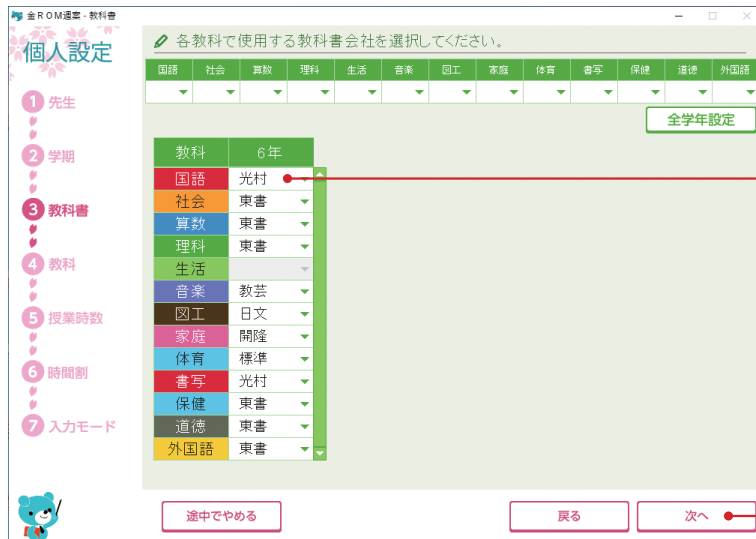 金ROM週案 - 教科書
個人設定
各教科で使用する教科書会社を選択してください。
国語 社会 算数 理科 生活 音楽 図工 家庭 体育 書写 保健 道徳 外国語
全学年設定
1 先生
2 学期
3 教科書
4 教科
5 授業時数
6 時間割
7 入力モード
教科 6年
国語 光村
社会 東書
算数 東書
理科 東書
生活
音楽 教芸
図工 日文
家庭 開隆
体育 標準
書写 光村
保健 東書
道徳 東書
外国語 東書
途中でやめる 戻る 次へ